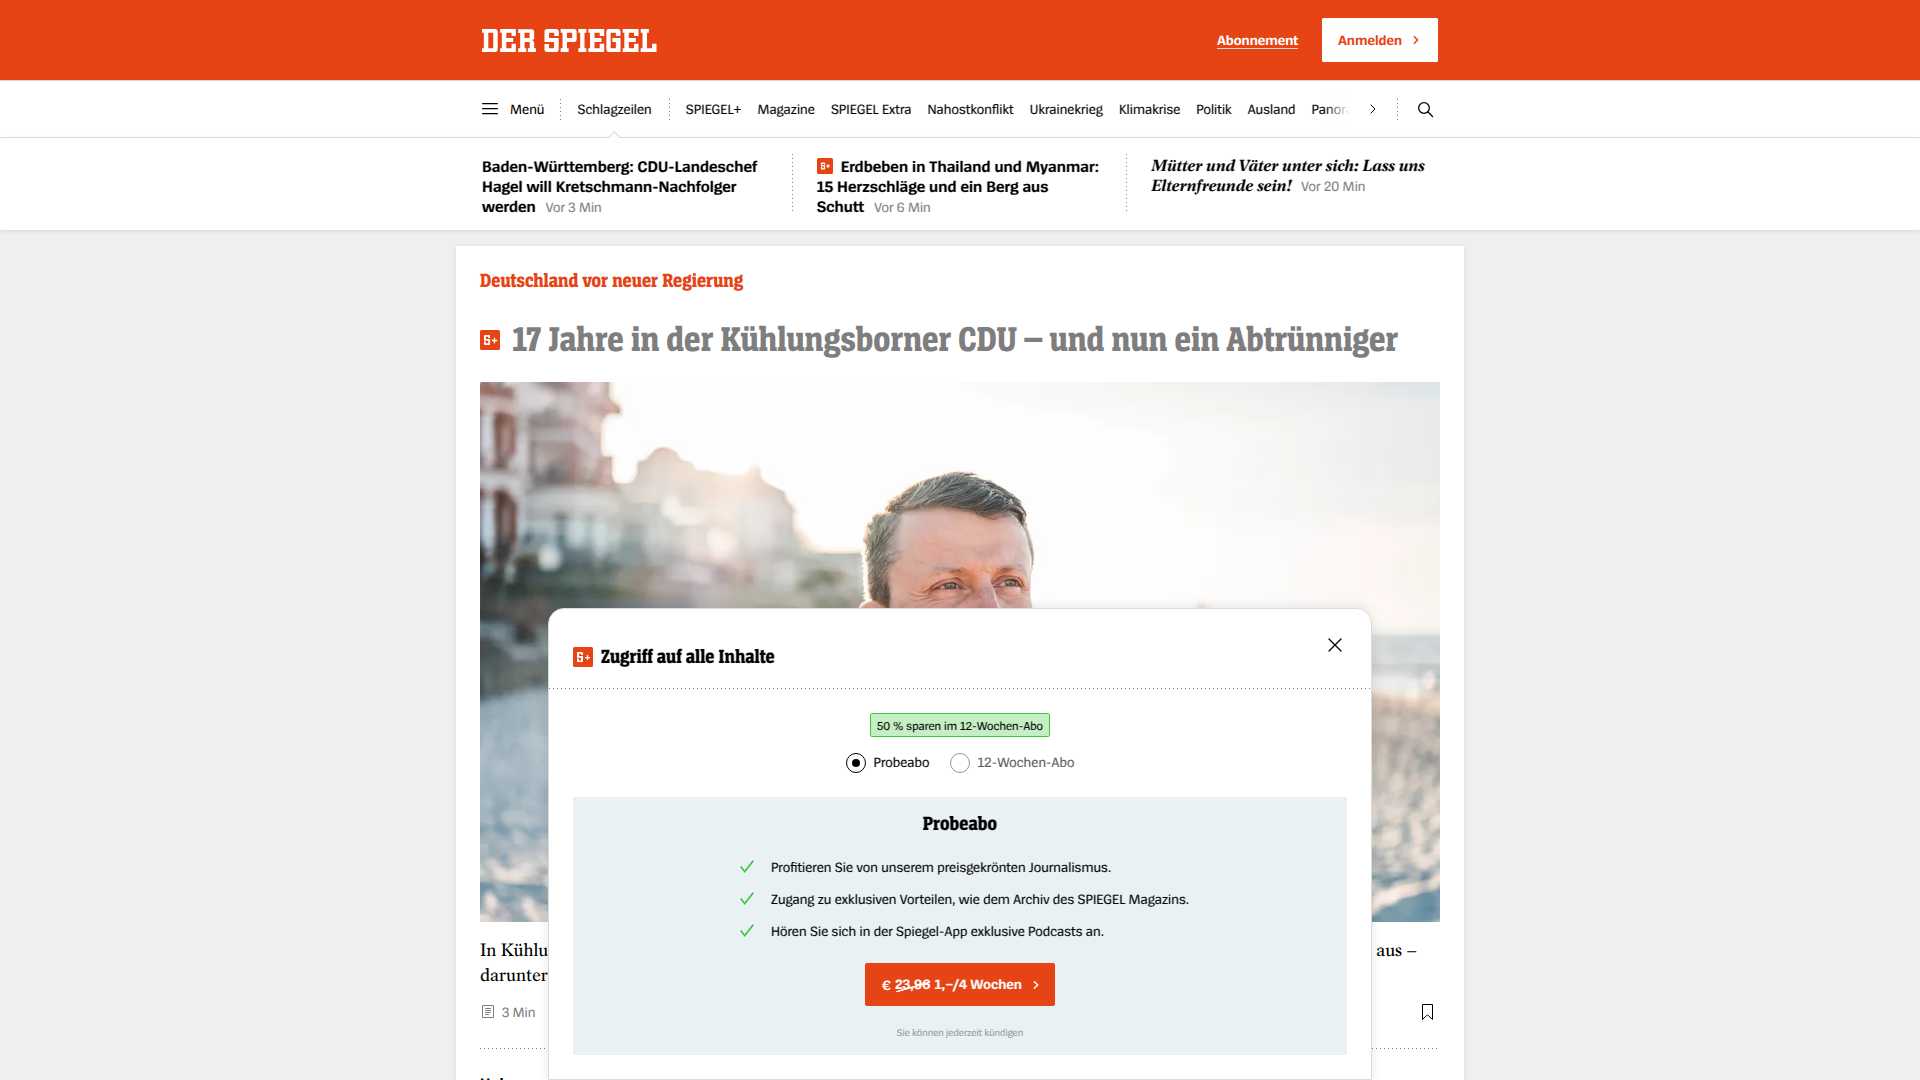 DER SPIEGEL
Abonnement
Anmelden
Menü
Schlagzeilen
SPIEGEL+
Magazine
SPIEGEL Extra
Nahostkonflikt
Ukrainekrieg
Klimakrise
Politik
Ausland
Baden-Württemberg: CDU-Landeschef
Hagel will Kretschmann-Nachfolger
werden Vor 3 Min
Erdbeben in Thailand und Myanmar:
15 Herzschläge und ein Berg aus
Schutt Vor 6 Min
Mütter und Väter unter sich: Lass uns
Elternfreunde sein! Vor 20 Min
Deutschland vor neuer Regierung
S+ 17 Jahre in der Kühlungsborner CDU – und nun ein Abtrünniger
S+ Zugriff auf alle Inhalte
50 % sparen im 12-Wochen-Abo
Probeabo
12-Wochen-Abo
Probeabo
Profitieren Sie von unserem preisgekrönten Journalismus.
Zugang zu exklusiven Vorteilen, wie dem Archiv des SPIEGEL Magazins.
Hören Sie sich in der Spiegel-App exklusive Podcasts an.
€ 23,96 1,–/4 Wochen
Sie können jederzeit kündigen
In Kühlu
aus –
darunter
3 Min